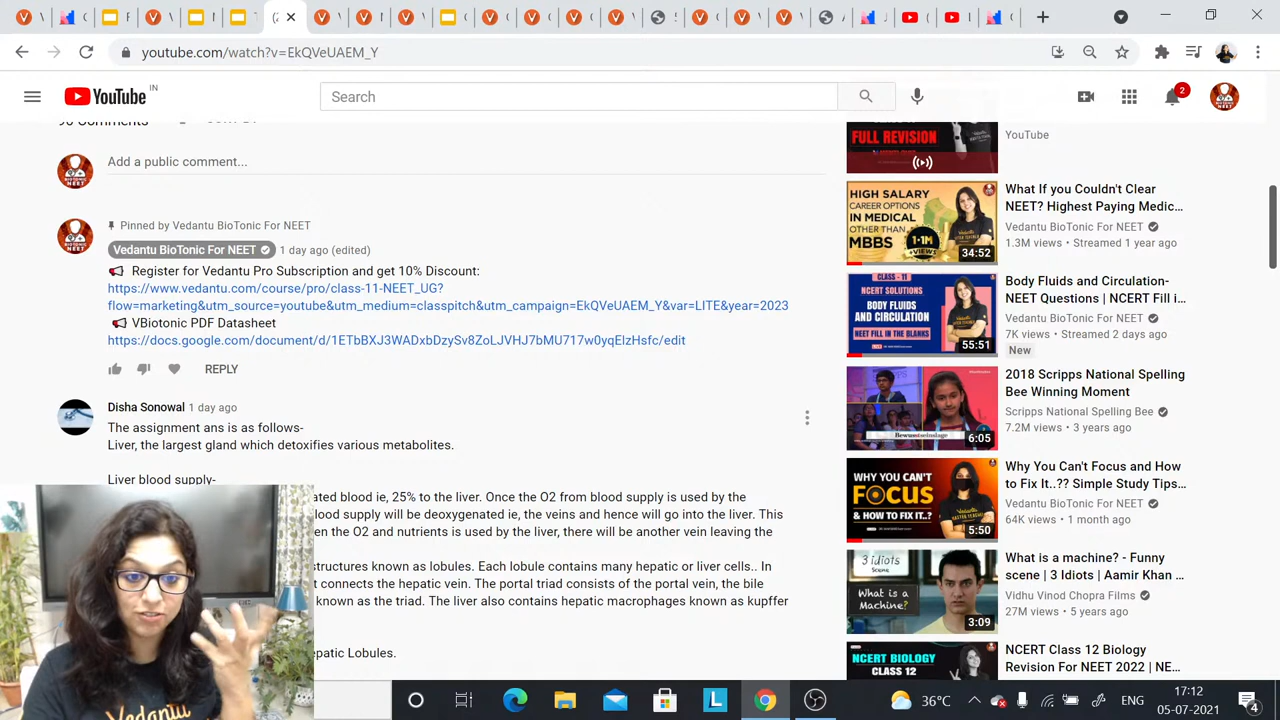 youtube.com/watch?v=EkQVeUAEM_Y
YouTube IN
Search
2
Add a public comment...
Pinned by Vedantu BioTonic For NEET
Vedantu BioTonic For NEET 1 day ago (edited)
Register for Vedantu Pro Subscription and get 10% Discount:
https://www.vedantu.com/course/pro/class-11-NEET_UG?
flow=marketing&utm_source=youtube&utm_medium=classpitch&utm_campaign=EkQVeUAEM_Y&var=LITE&year=2023
VBiotonic PDF Datasheet
https://docs.google.com/document/d/1ETbBXJ3WADxbDzySv8ZoLJVHJ7bMU717w0yqEIzHsfc/edit
REPLY
Disha Sonowal 1 day ago
The assignment ans is as follows-
Liver, the largest gland which detoxifies various metabolites.
Liver blood supply
ated blood ie, 25% to the liver. Once the O2 from blood supply is used by the
lood supply will be deoxygenated ie, the veins and hence will go into the liver. This
en the O2 and nutrients is used by the liver, there will be another vein leaving the
structures known as lobules. Each lobule contains many hepatic or liver cells.. In
t connects the hepatic vein. The portal triad consists of the portal vein, the bile
known as the triad. The liver also contains hepatic macrophages known as kupffer
epatic Lobules.
Vedantu
FULL REVISION
YouTube
HIGH SALARY
CAREER OPTIONS
IN MEDICAL
OTHER THAN
MBBS
1·1M
34:52
What If you Couldn't Clear
NEET? Highest Paying Medic...
Vedantu BioTonic For NEET
1.3M views • Streamed 1 year ago
CLASS - 11
NCERT SOLUTIONS
BODY FLUIDS
AND CIRCULATION
NEET FILL IN THE BLANKS
55:51
Body Fluids and Circulation-
NEET Questions | NCERT Fill i...
Vedantu BioTonic For NEET
7K views • Streamed 2 days ago
New
Bewusstseinslage
6:05
2018 Scripps National Spelling
Bee Winning Moment
Scripps National Spelling Bee
7.2M views • 3 years ago
WHY YOU CAN'T
FOCUS
& HOW TO FIX IT..?
5:50
Why You Can't Focus and How
to Fix It..?? Simple Study Tips...
Vedantu BioTonic For NEET
64K views • 1 month ago
3 idiots
Scene
What is a
Machine?
3:09
What is a machine? - Funny
scene | 3 Idiots | Aamir Khan ...
Vidhu Vinod Chopra Films
27M views • 5 years ago
NCERT BIOLOGY
CLASS 12
NCERT Class 12 Biology
Revision For NEET 2022 | NE...
36°C
ENG
17:12
05-07-2021
4